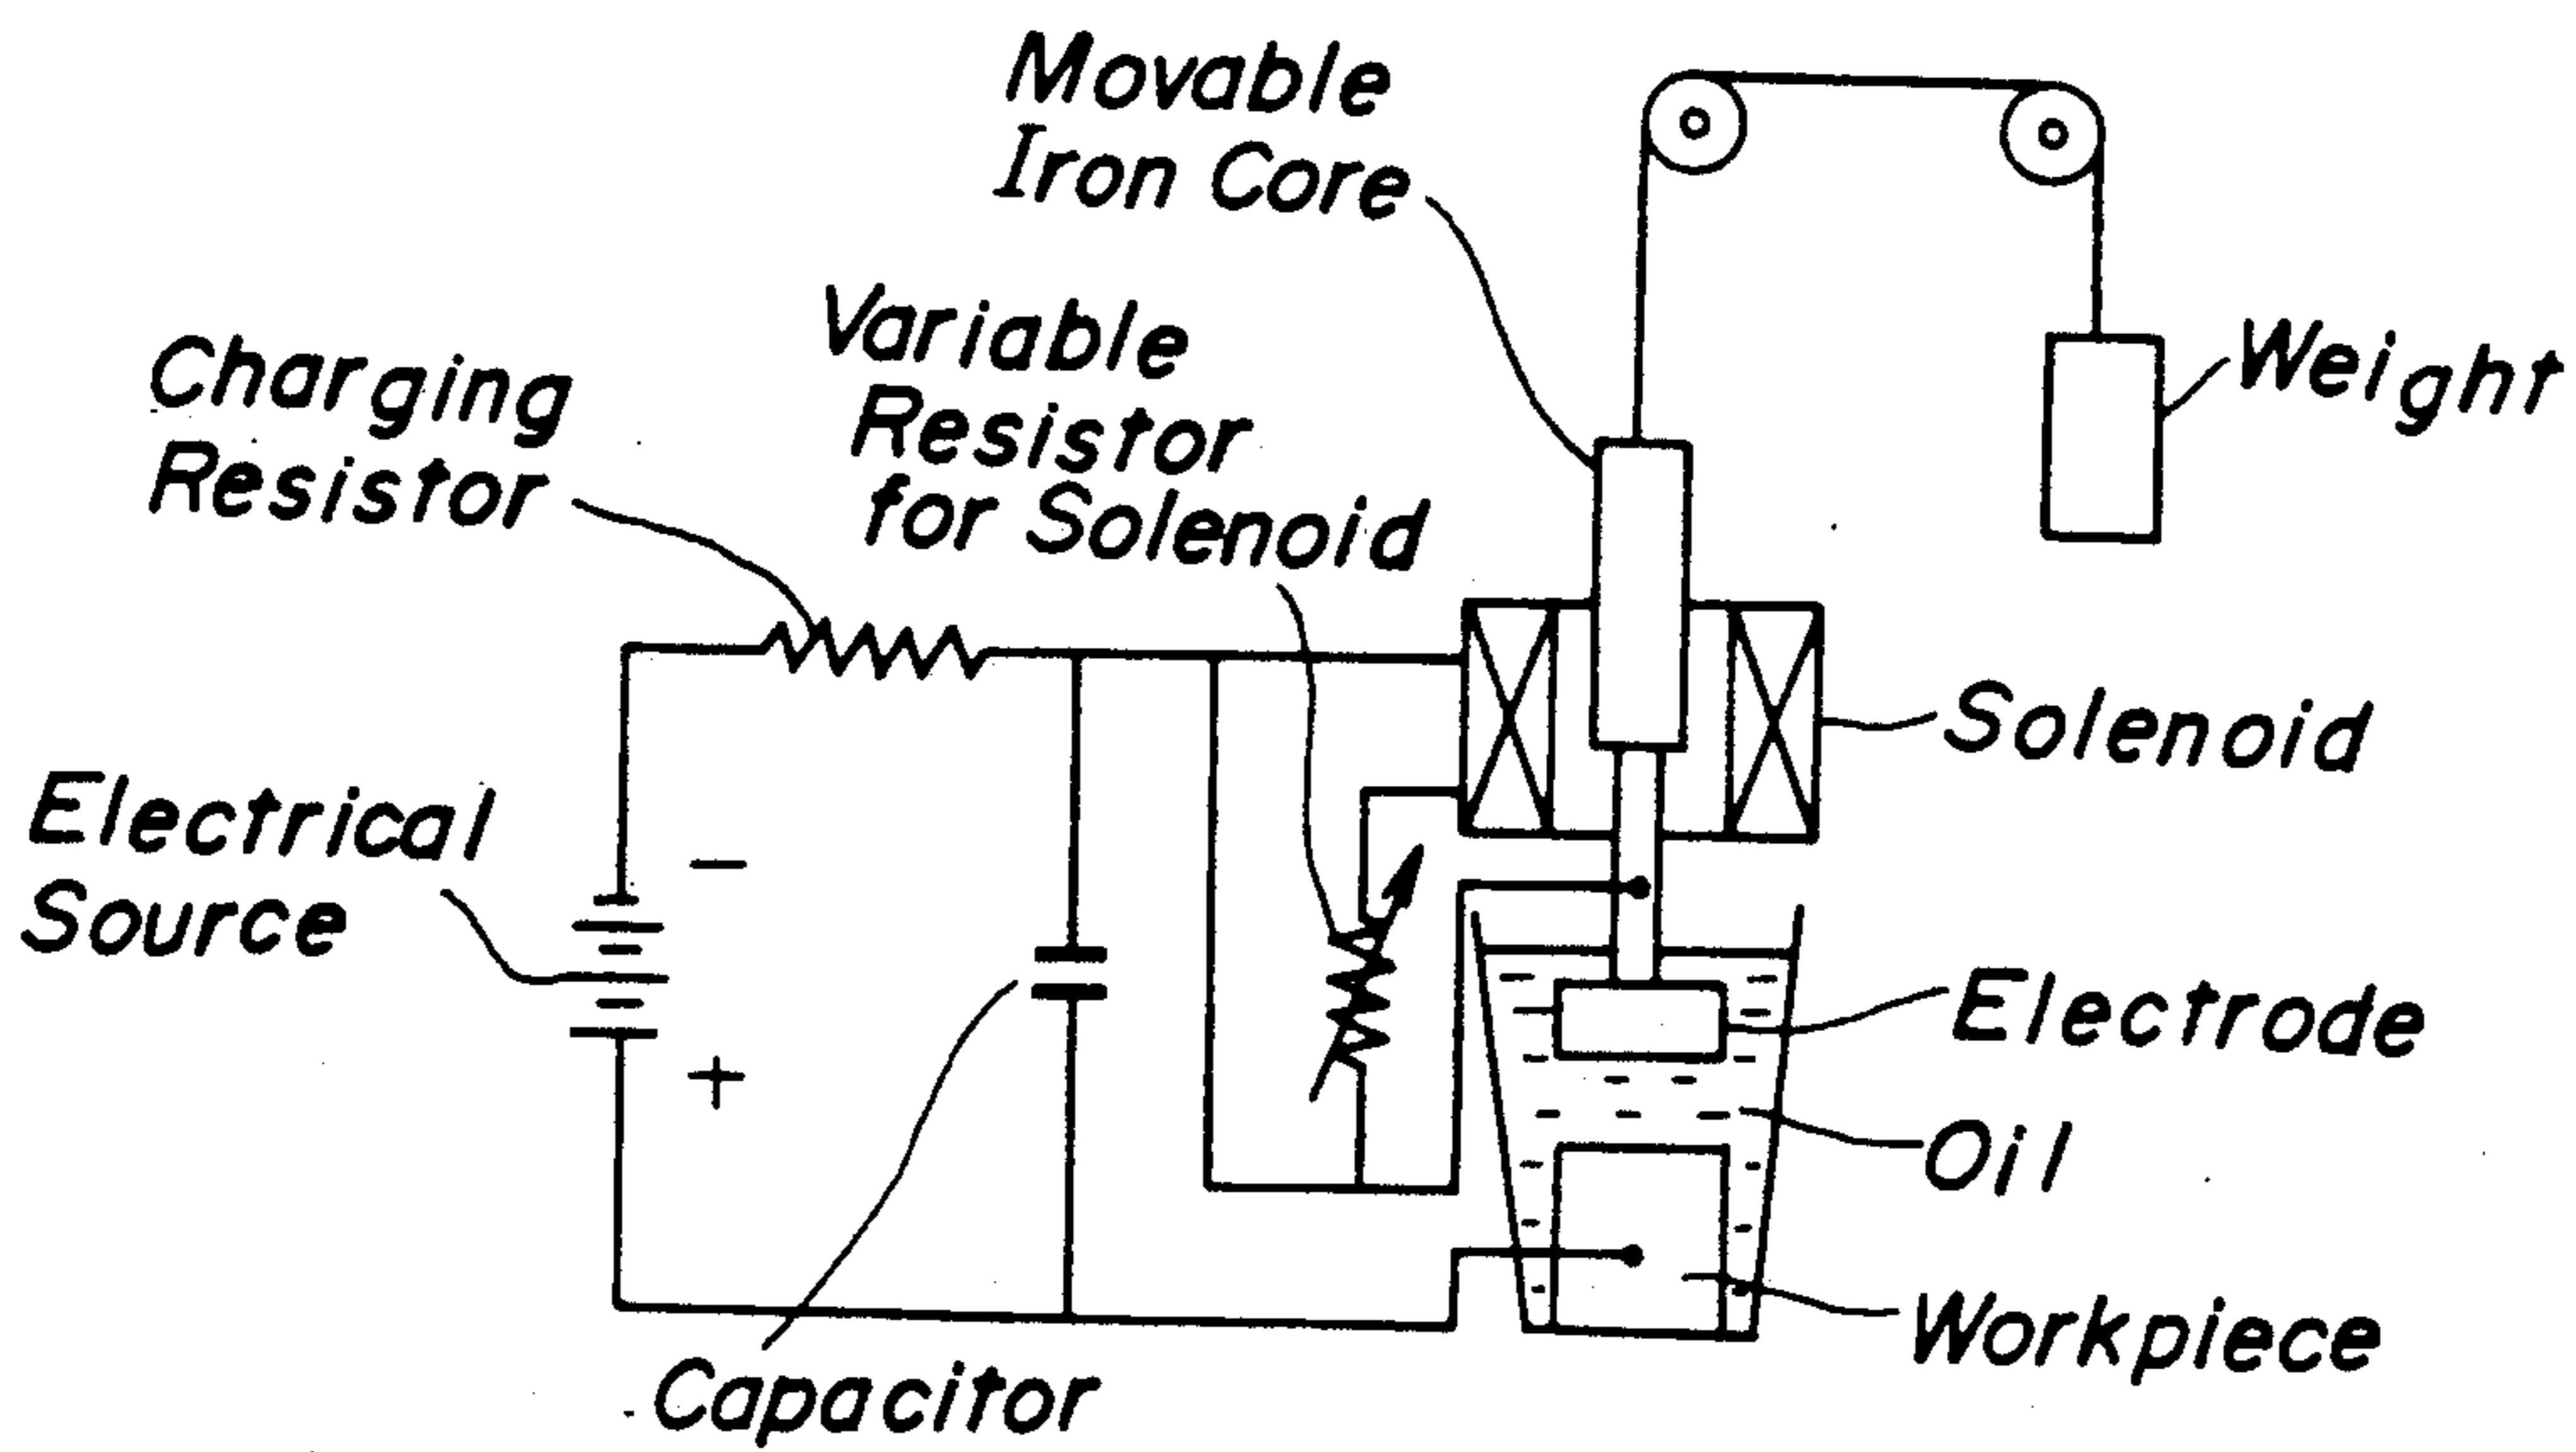 Movable
Iron Core
Variable
Resistor
for Solenoid
Charging
Resistor
Weight
Solenoid
Electrical
Source
−
+
Electrode
Oil
Workpiece
Capacitor